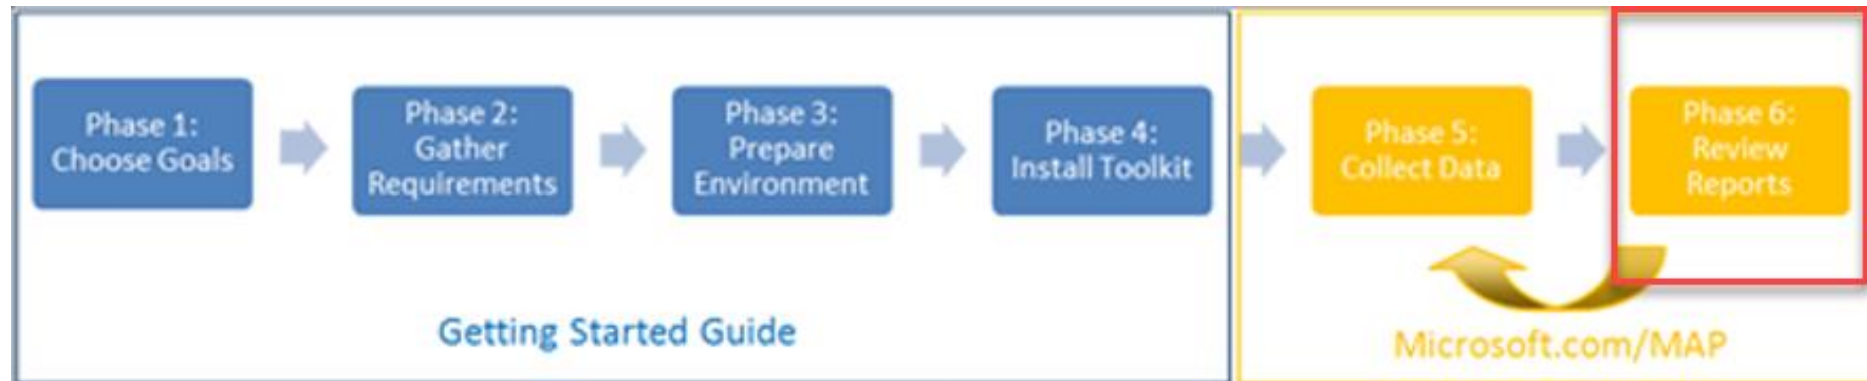 Phase 1:
Choose Goals
Phase 2:
Gather
Requirements
Phase 3:
Prepare
Environment
Phase 4:
Install Toolkit
Phase 5:
Collect Data
Phase 6:
Review
Reports
Getting Started Guide
Microsoft.com/MAP